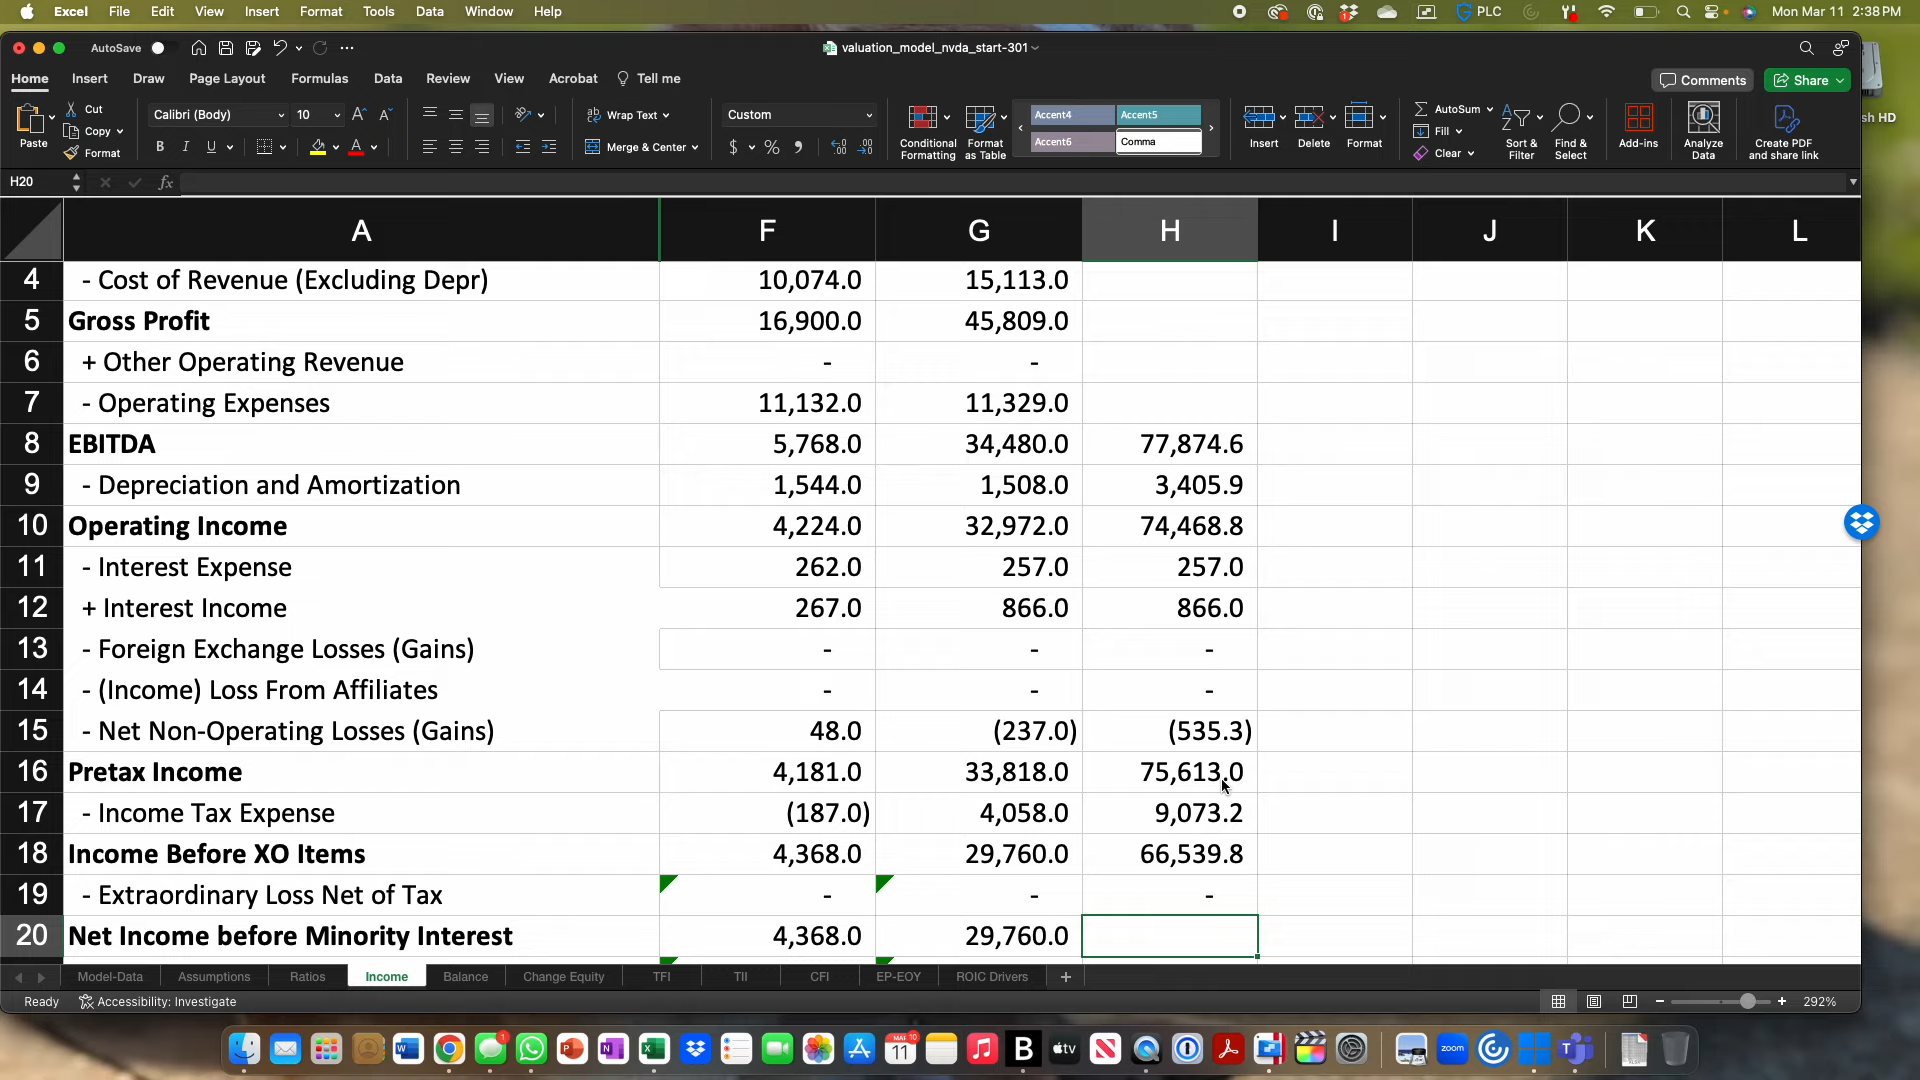 Excel File Edit View Insert Format Tools Data Window Help PLC Mon Mar 11 2:38 PM
AutoSave valuation_model_nvda_start-301
Home Insert Draw Page Layout Formulas Data Review View Acrobat Tell me Comments Share
Paste Cut Copy Format
Calibri (Body) 10
B I U A
Wrap Text
Merge & Center
Custom
$ % 9
Conditional Formatting
Format as Table
Accent4 Accent5
Accent6 Comma
Insert Delete Format
AutoSum
Fill
Clear
Sort & Filter
Find & Select
Add-ins
Analyze Data
Create PDF and share link
sh HD
H20 fx
A F G H I J K L
4 - Cost of Revenue (Excluding Depr) 10,074.0 15,113.0
5 Gross Profit 16,900.0 45,809.0
6 + Other Operating Revenue - -
7 - Operating Expenses 11,132.0 11,329.0
8 EBITDA 5,768.0 34,480.0 77,874.6
9 - Depreciation and Amortization 1,544.0 1,508.0 3,405.9
10 Operating Income 4,224.0 32,972.0 74,468.8
11 - Interest Expense 262.0 257.0 257.0
12 + Interest Income 267.0 866.0 866.0
13 - Foreign Exchange Losses (Gains) - - -
14 - (Income) Loss From Affiliates - - -
15 - Net Non-Operating Losses (Gains) 48.0 (237.0) (535.3)
16 Pretax Income 4,181.0 33,818.0 75,613.0
17 - Income Tax Expense (187.0) 4,058.0 9,073.2
18 Income Before XO Items 4,368.0 29,760.0 66,539.8
19 - Extraordinary Loss Net of Tax - - -
20 Net Income before Minority Interest 4,368.0 29,760.0
Model-Data Assumptions Ratios Income Balance Change Equity TFI TII CFI EP-EOY ROIC Drivers +
Ready Accessibility: Investigate 292%